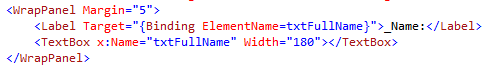 <WrapPanel Margin="5">
<Label Target="{Binding ElementName=txtFullName}">_Name:</Label>
<TextBox x:Name="txtFullName" Width="180"></TextBox>
</WrapPanel>